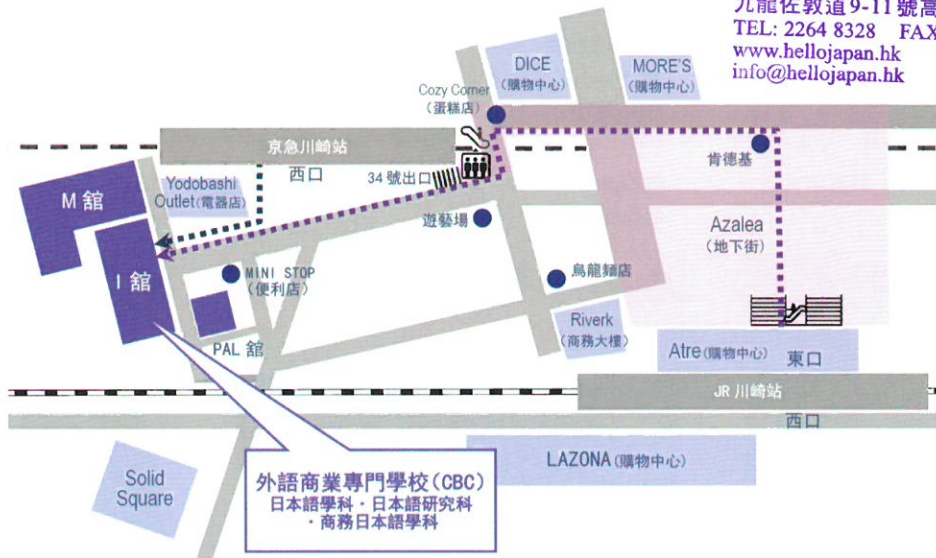 九龍佐敦道9-11號高
TEL: 2264 8328 FAX
www.hellojapan.hk
info@hellojapan.hk
DICE
(購物中心)
MORE'S
(購物中心)
Cozy Corner
(蛋糕店)
京急川崎站
西口
34 號出口
肯德基
M 舘
Yodobashi
Outlet(電器店)
遊藝場
Azalea
(地下街)
I 舘
MINI STOP
(便利店)
烏龍麵店
PAL 舘
Riverk
(商務大樓)
Atre(購物中心)
東口
JR 川崎站
西口
LAZONA(購物中心)
Solid
Square
外語商業專門學校(CBC)
日本語學科・日本語研究科
・商務日本語學科